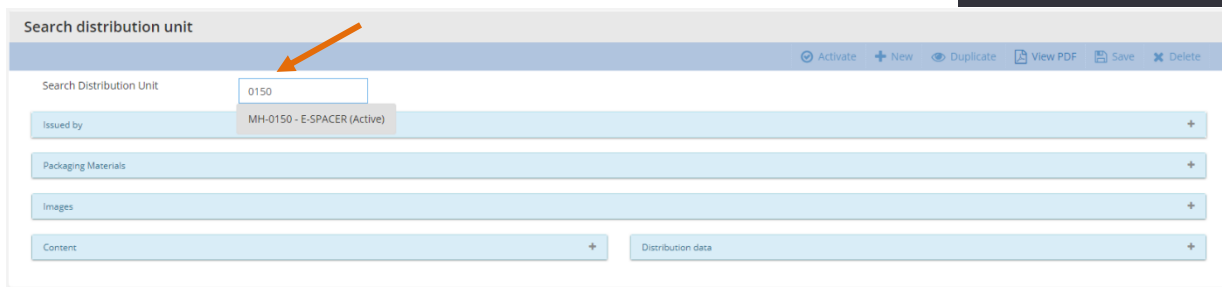 Search distribution unit
Activate New Duplicate View PDF Save Delete
Search Distribution Unit 0150
MH-0150 - E-SPACER (Active)
Issued by
Packaging Materials
Images
Content Distribution data